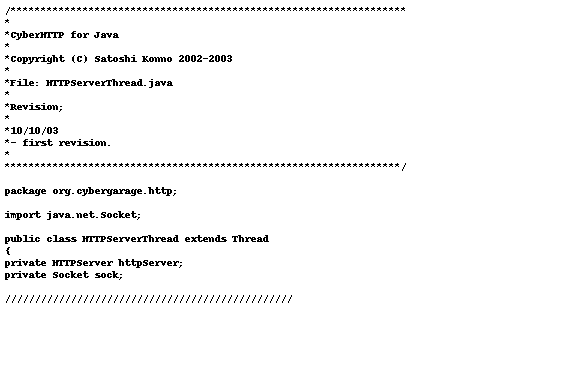 /******************************************************************
*
*CyberHTTP for Java
*
*Copyright (C) Satoshi Konno 2002-2003
*
*File: HTTPServerThread.java
*
*Revision;
*
*10/10/03
*- first revision.
*
******************************************************************/
package org.cybergarage.http;
import java.net.Socket;
public class HTTPServerThread extends Thread
{
private HTTPServer httpServer;
private Socket sock;
////////////////////////////////////////////////